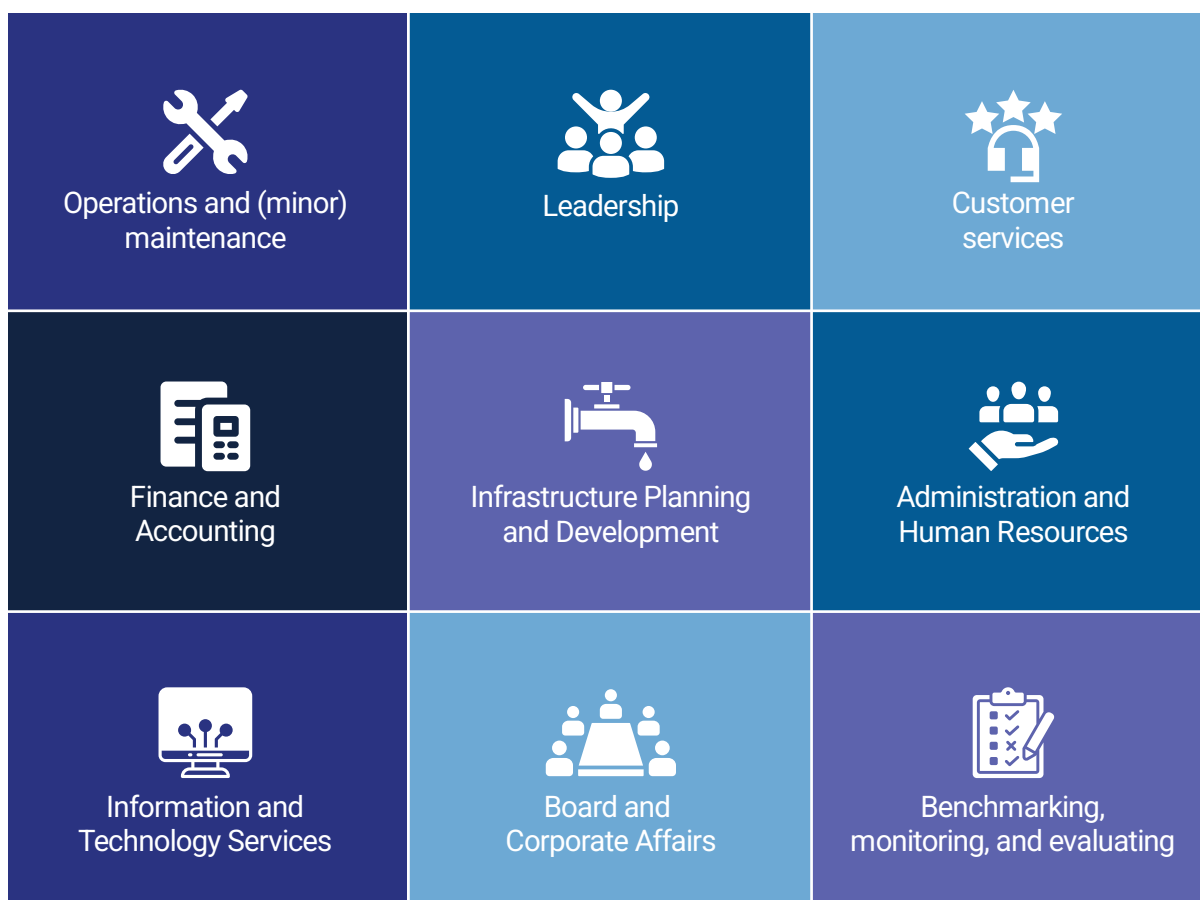 Operations and (minor)
maintenance
Leadership
Customer
services
Finance and
Accounting
Infrastructure Planning
and Development
Administration and
Human Resources
Information and
Technology Services
Board and
Corporate Affairs
Benchmarking,
monitoring, and evaluating